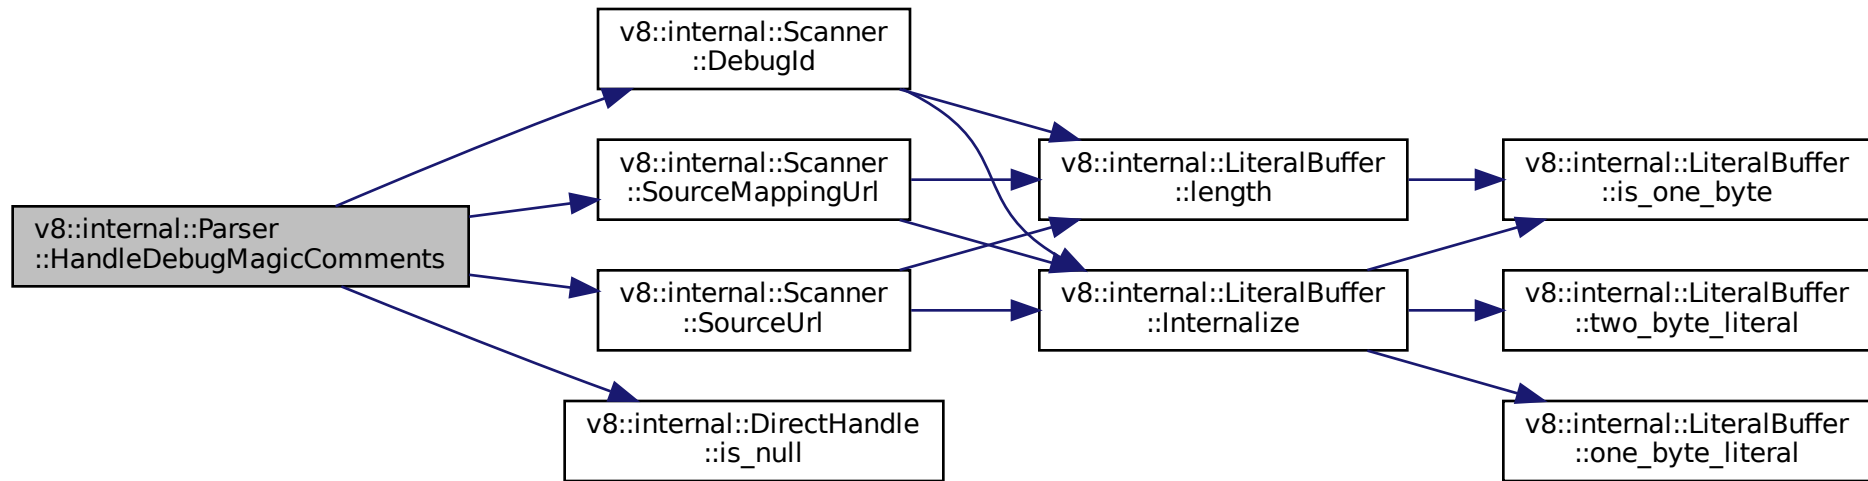 v8::internal::Parser
::HandleDebugMagicComments
v8::internal::Scanner
::DebugId
v8::internal::Scanner
::SourceMappingUrl
v8::internal::Scanner
::SourceUrl
v8::internal::DirectHandle
::is_null
v8::internal::LiteralBuffer
::length
v8::internal::LiteralBuffer
::Internalize
v8::internal::LiteralBuffer
::is_one_byte
v8::internal::LiteralBuffer
::two_byte_literal
v8::internal::LiteralBuffer
::one_byte_literal